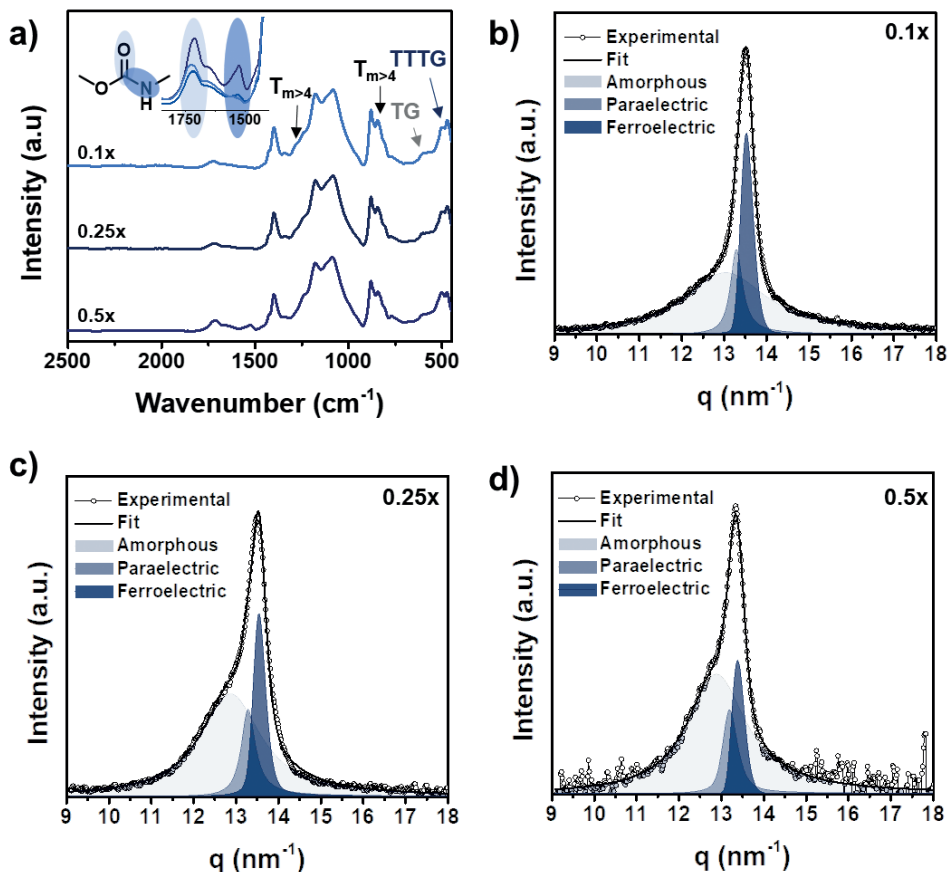 a)
O
O
N
H
1750
1500
T_m>4
T_m>4
TTTG
TG
0.1x
0.25x
0.5x
Intensity (a.u)
2500 2000 1500 1000 500
Wavenumber (cm⁻¹)
b)
0.1x
Experimental
Fit
Amorphous
Paraelectric
Ferroelectric
Intensity (a.u.)
9 10 11 12 13 14 15 16 17 18
q (nm⁻¹)
c)
0.25x
Experimental
Fit
Amorphous
Paraelectric
Ferroelectric
Intensity (a.u.)
9 10 11 12 13 14 15 16 17 18
q (nm⁻¹)
d)
0.5x
Experimental
Fit
Amorphous
Paraelectric
Ferroelectric
Intensity (a.u.)
9 10 11 12 13 14 15 16 17 18
q (nm⁻¹)